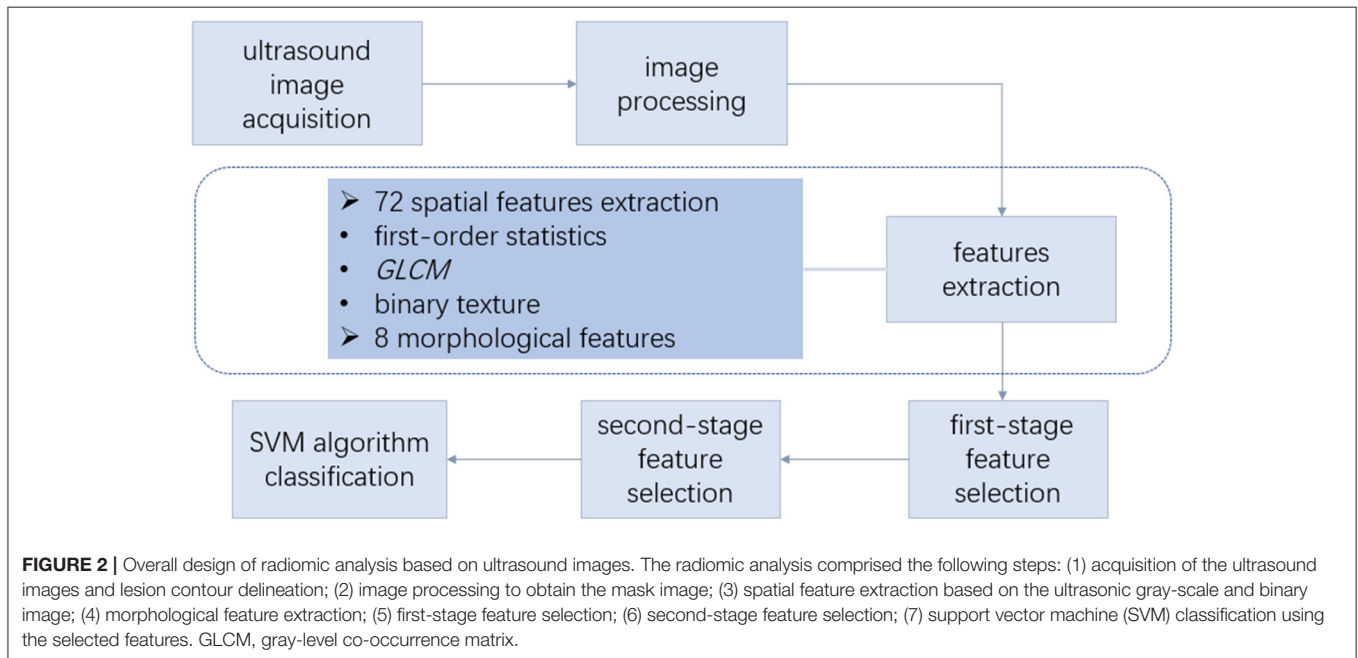 ultrasound
image
acquisition
image
processing
➢ 72 spatial features extraction
• first-order statistics
• GLCM
• binary texture
➢ 8 morphological features
features
extraction
SVM algorithm
classification
second-stage
feature
selection
first-stage
feature
selection
FIGURE 2 | Overall design of radiomic analysis based on ultrasound images. The radiomic analysis comprised the following steps: (1) acquisition of the ultrasound
images and lesion contour delineation; (2) image processing to obtain the mask image; (3) spatial feature extraction based on the ultrasonic gray-scale and binary
image; (4) morphological feature extraction; (5) first-stage feature selection; (6) second-stage feature selection; (7) support vector machine (SVM) classification using
the selected features. GLCM, gray-level co-occurrence matrix.